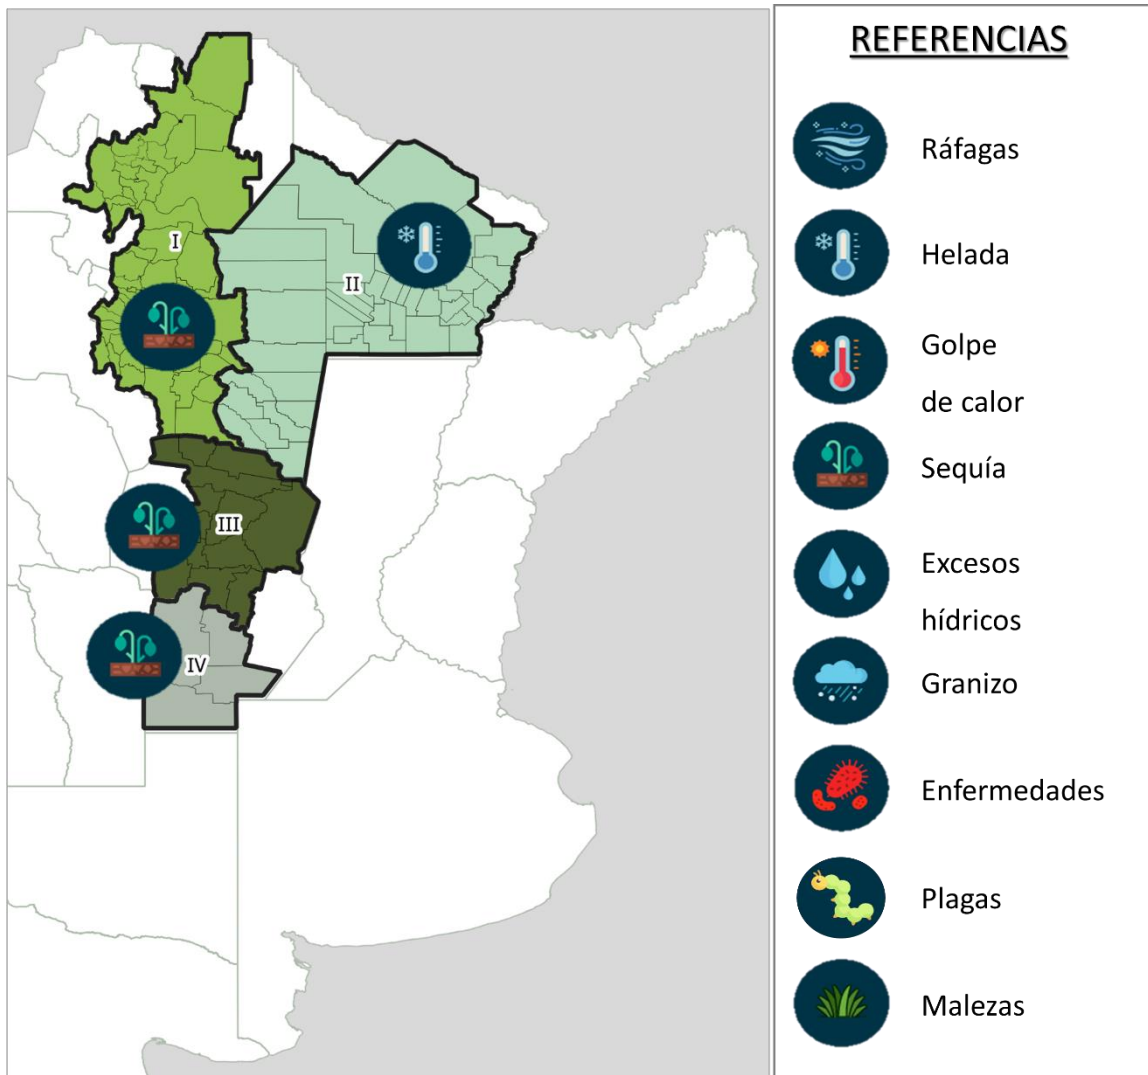 REFERENCIAS
Ráfagas
Helada
Golpe
de calor
Sequía
Excesos
hídricos
Granizo
Enfermedades
Plagas
Malezas
I
II
III
IV